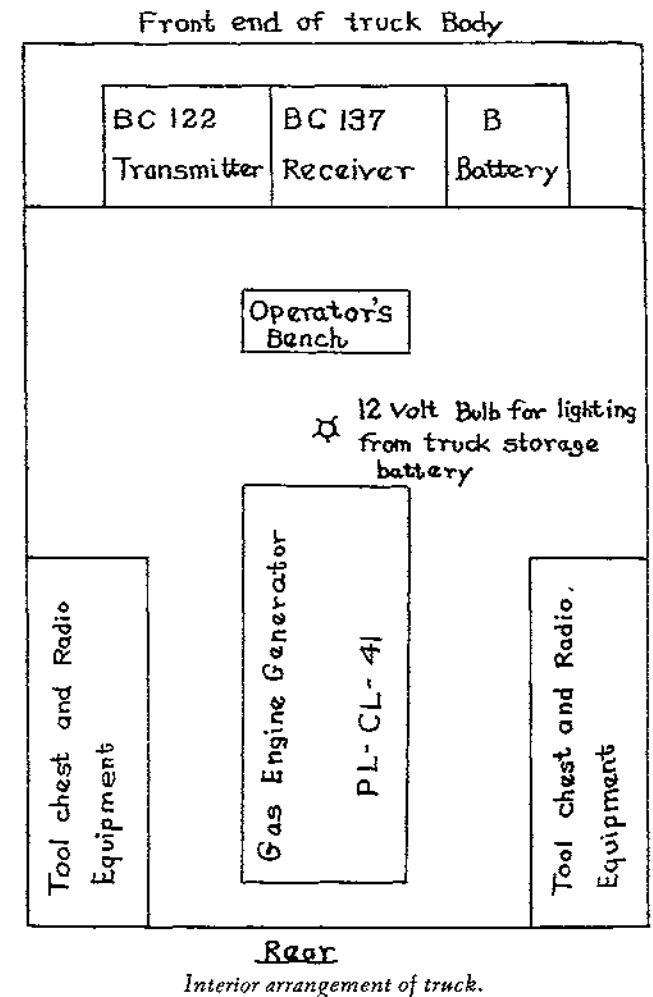 Front end of truck Body
BC 122
Transmitter
BC 137
Receiver
B
Battery
Operator's
Bench
12 Volt Bulb for lighting
from truck storage
battery
Gas Engine Generator
PL-CL-41
Tool chest and Radio
Equipment
Tool chest and Radio.
Equipment
Rear
Interior arrangement of truck.